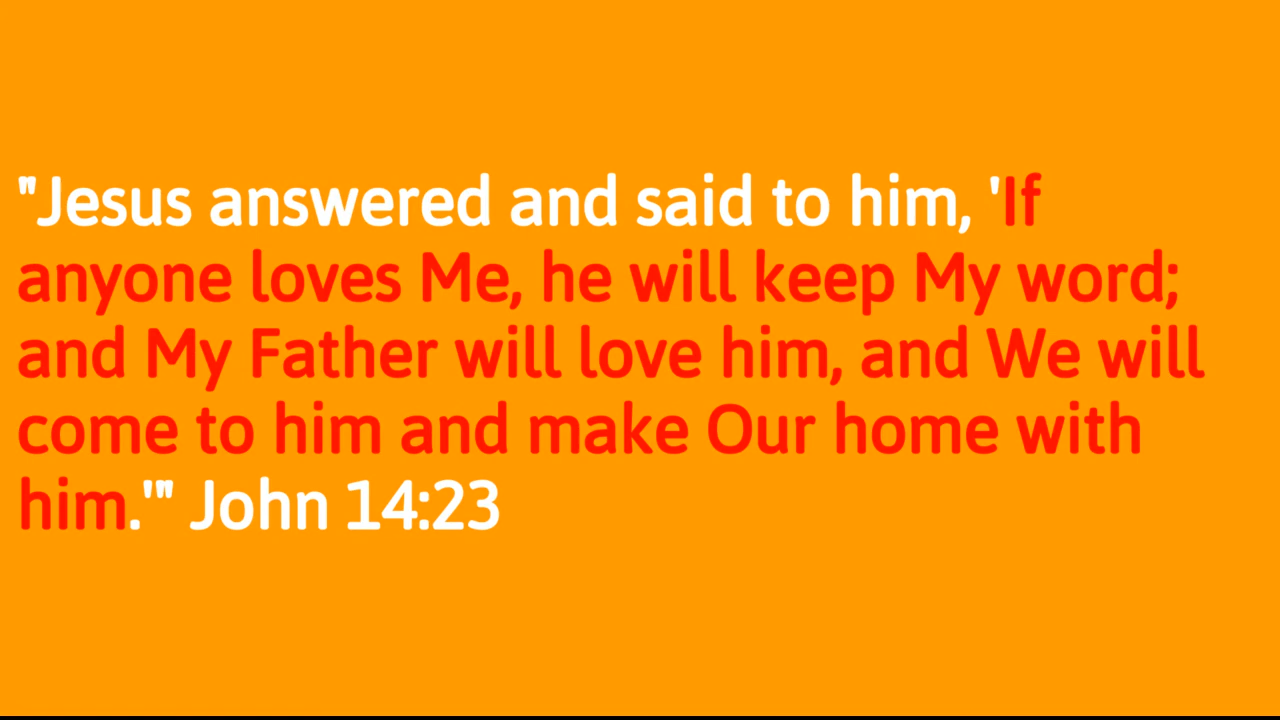 "Jesus answered and said to him, 'If
anyone loves Me, he will keep My word;
and My Father will love him, and We will
come to him and make Our home with
him.'" John 14:23